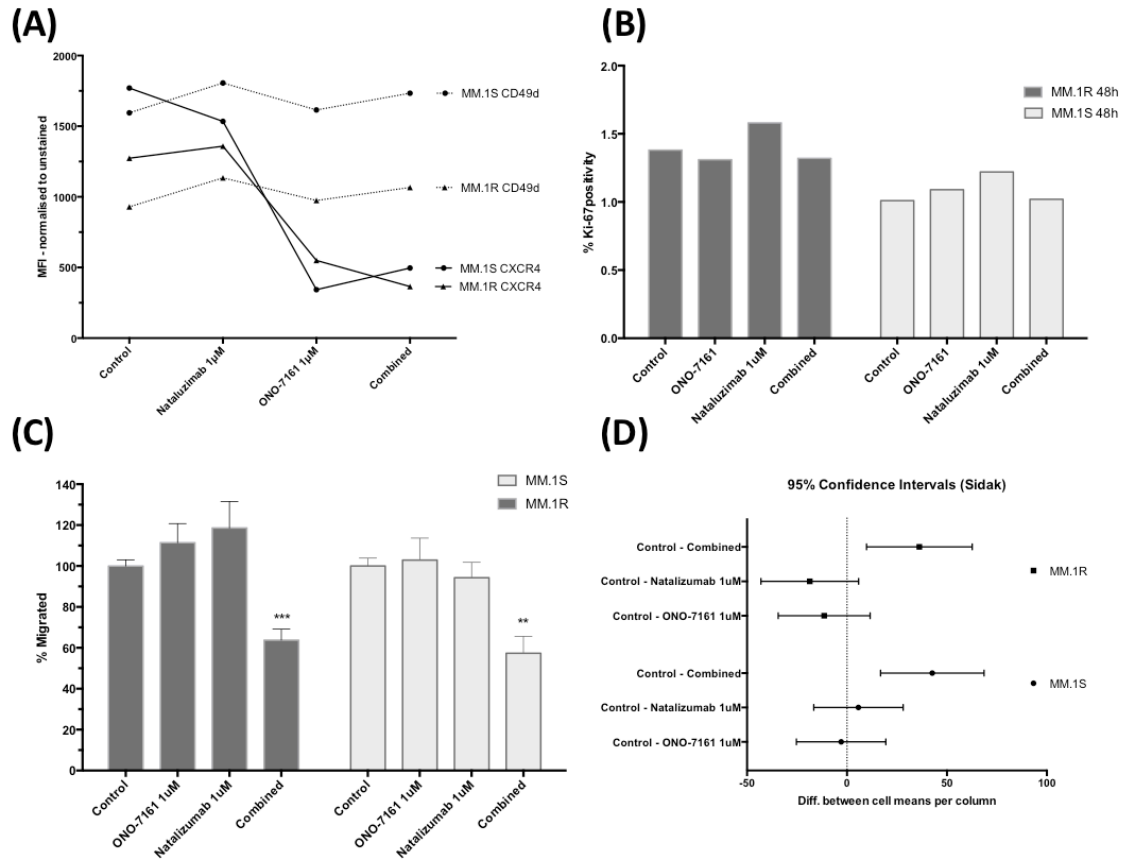 (A)
2000
1500
1000
500
0
MFI - normalised to unstained
MM.1S CD49d
MM.1R CD49d
MM.1S CXCR4
MM.1R CXCR4
Control
Nataluzimab 1μM
ONO-7161 1μM
Combined
(B)
2.0
1.5
1.0
0.5
0.0
% Ki-67positivity
MM.1R 48h
MM.1S 48h
Control
ONO-7161
Nataluzimab 1uM
Combined
Control
ONO-7161
Nataluzimab 1uM
Combined
(C)
140
120
100
80
60
40
20
0
% Migrated
MM.1S
MM.1R
***
**
Control
ONO-7161 1uM
Natalizumab 1uM
Combined
Control
ONO-7161 1uM
Natalizumab 1uM
Combined
(D)
95% Confidence Intervals (Sidak)
Control - Combined
Control - Natalizumab 1uM
Control - ONO-7161 1uM
Control - Combined
Control - Natalizumab 1uM
Control - ONO-7161 1uM
MM.1R
MM.1S
-50 0 50 100
Diff. between cell means per column